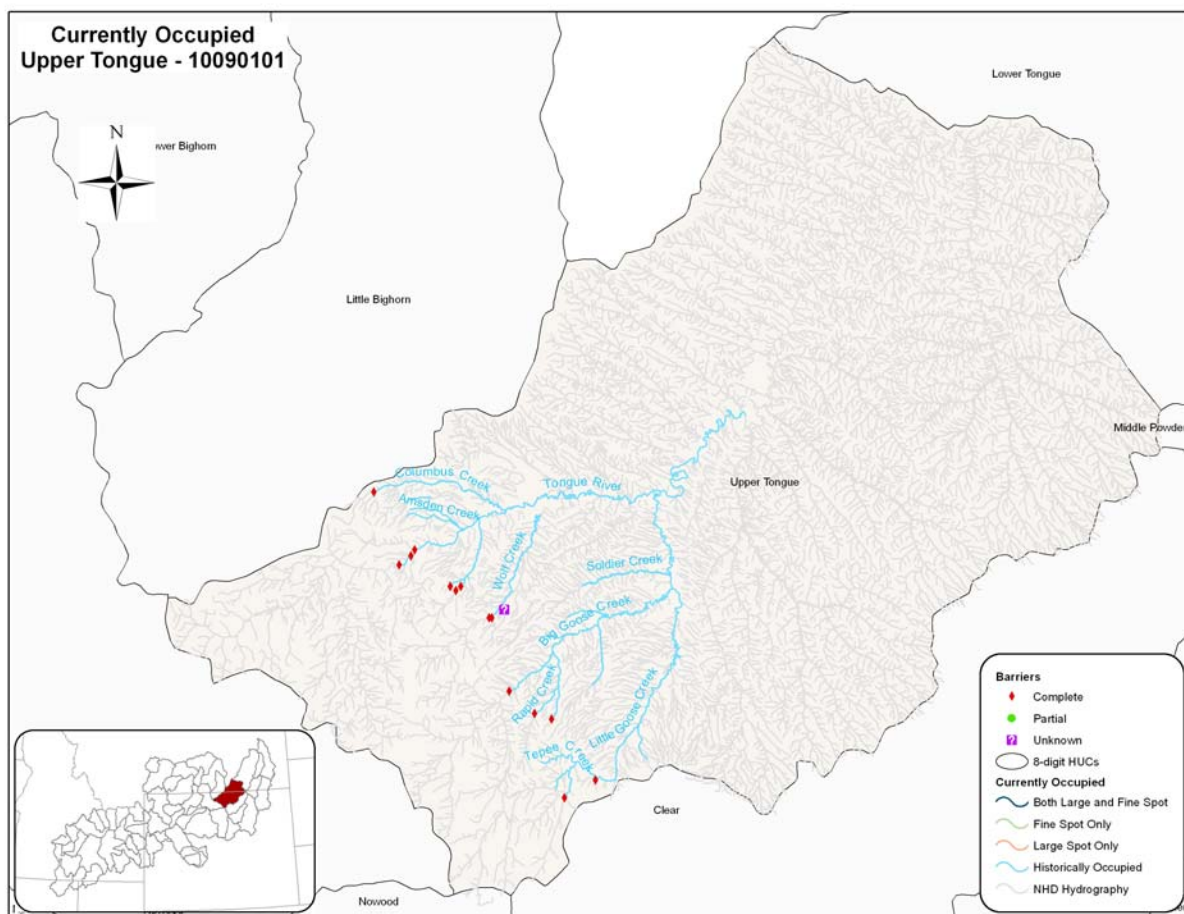 Currently Occupied
Upper Tongue - 10090101
N
wer Bighorn
Lower Tongue
Little Bighorn
Middle Powder
Columbus Creek
Tongue River
Upper Tongue
Amsden Creek
Wolf Creek
Soldier Creek
Big Goose Creek
Rapid Creek
Little Goose Creek
Tepee Creek
Clear
Nowood
Barriers
Complete
Partial
?
Unknown
8-digit HUCs
Currently Occupied
Both Large and Fine Spot
Fine Spot Only
Large Spot Only
Historically Occupied
NHD Hydrography
?